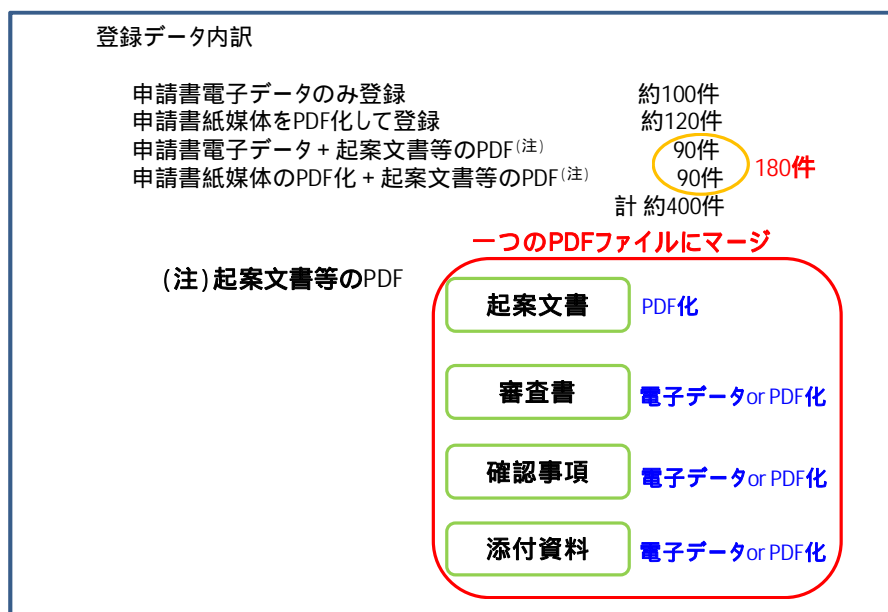 登録データ内訳
申請書電子データのみ登録 約100件
申請書紙媒体をPDF化して登録 約120件
申請書電子データ+起案文書等のPDF(注) 90件
申請書紙媒体のPDF化+起案文書等のPDF(注) 90件
180件
計 約400件
一つのPDFファイルにマージ
(注)起案文書等のPDF
起案文書 PDF化
審査書 電子データor PDF化
確認事項 電子データor PDF化
添付資料 電子データor PDF化